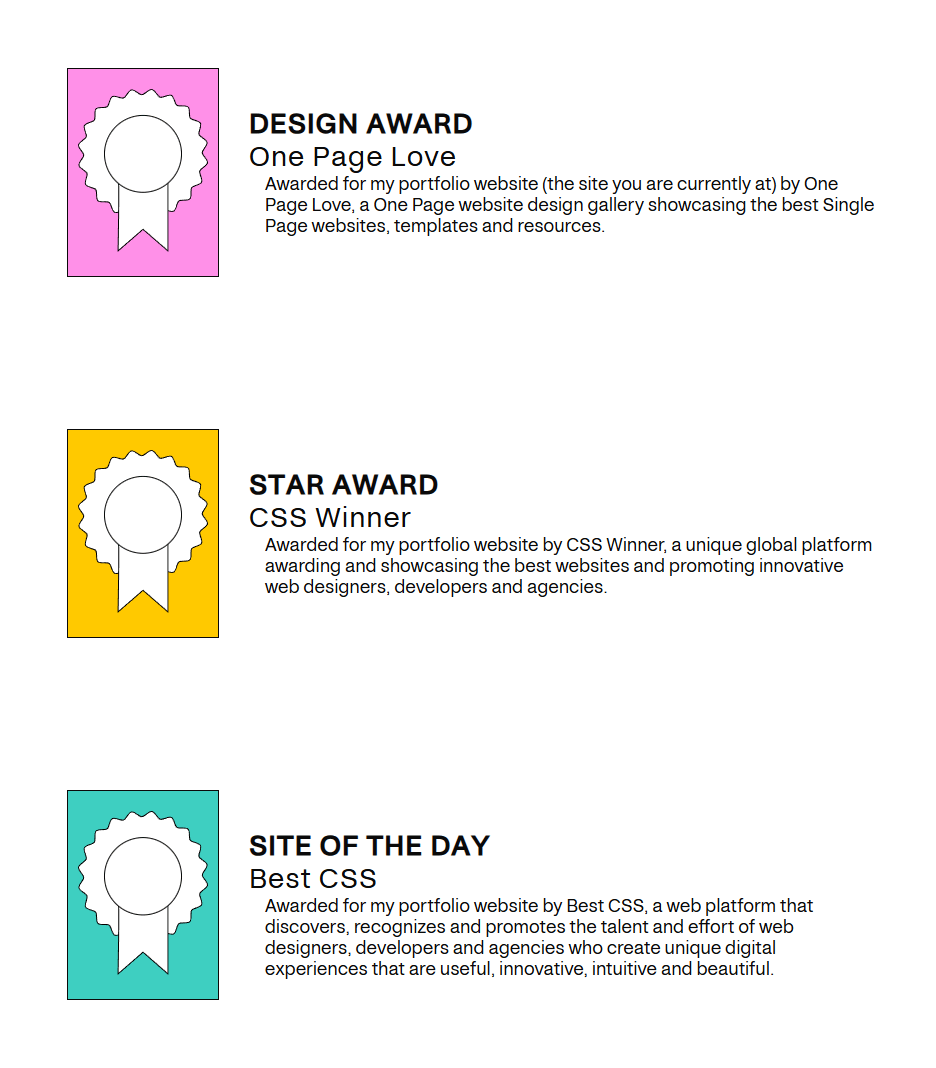 DESIGN AWARD
One Page Love
Awarded for my portfolio website (the site you are currently at) by One
Page Love, a One Page website design gallery showcasing the best Single
Page websites, templates and resources.
STAR AWARD
CSS Winner
Awarded for my portfolio website by CSS Winner, a unique global platform
awarding and showcasing the best websites and promoting innovative
web designers, developers and agencies.
SITE OF THE DAY
Best CSS
Awarded for my portfolio website by Best CSS, a web platform that
discovers, recognizes and promotes the talent and effort of web
designers, developers and agencies who create unique digital
experiences that are useful, innovative, intuitive and beautiful.